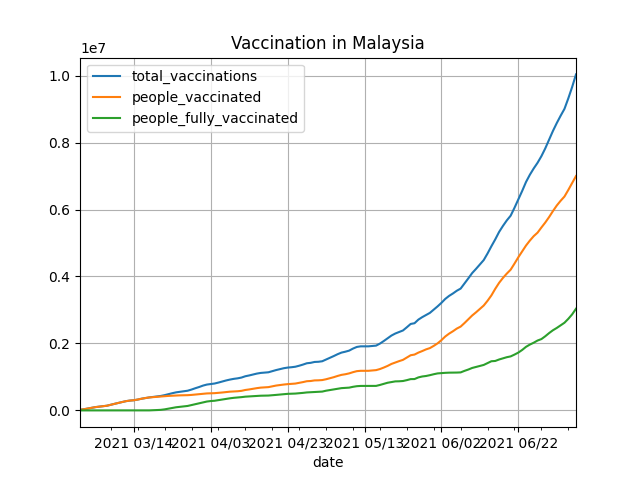 Vaccination in Malaysia
1e7
total_vaccinations
people_vaccinated
people_fully_vaccinated
1.0
0.8
0.6
0.4
0.2
0.0
2021 03/14 2021 04/03 2021 04/23 2021 05/13 2021 06/02 2021 06/22
date